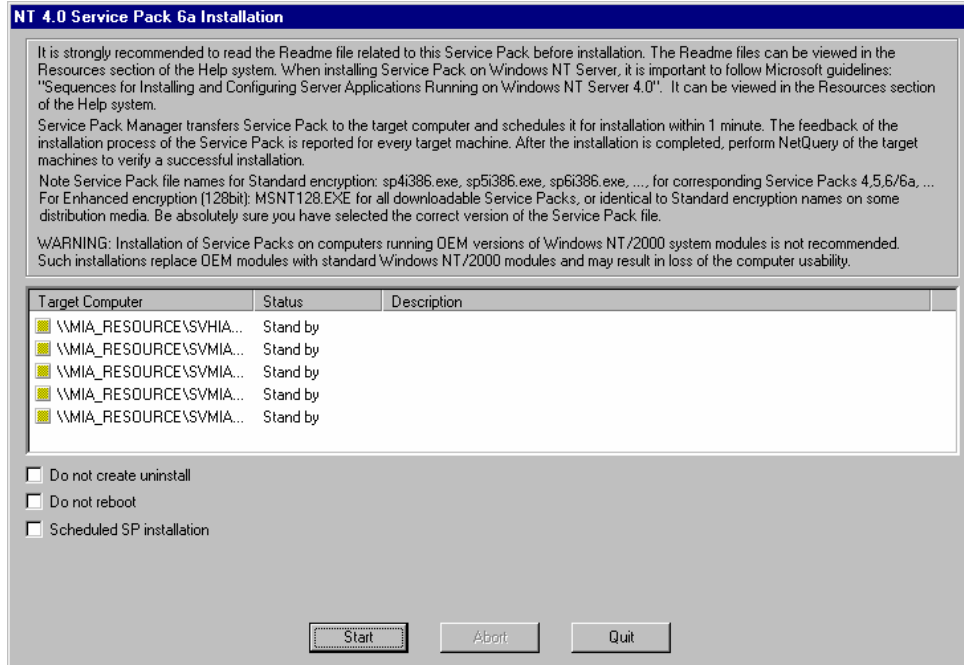 NT 4.0 Service Pack 6a Installation
It is strongly recommended to read the Readme file related to this Service Pack before installation. The Readme files can be viewed in the
Resources section of the Help system. When installing Service Pack on Windows NT Server, it is important to follow Microsoft guidelines:
"Sequences for Installing and Configuring Server Applications Running on Windows NT Server 4.0".  It can be viewed in the Resources section
of the Help system.
Service Pack Manager transfers Service Pack to the target computer and schedules it for installation within 1 minute. The feedback of the
installation process of the Service Pack is reported for every target machine. After the installation is completed, perform NetQuery of the target
machines to verify a successful installation.
Note Service Pack file names for Standard encryption: sp4i386.exe, sp5i386.exe, sp6i386.exe, ..., for corresponding Service Packs 4,5,6/6a, ...
For Enhanced encryption (128bit): MSNT128.EXE for all downloadable Service Packs, or identical to Standard encryption names on some
distribution media. Be absolutely sure you have selected the correct version of the Service Pack file.
WARNING: Installation of Service Packs on computers running OEM versions of Windows NT/2000 system modules is not recommended.
Such installations replace OEM modules with standard Windows NT/2000 modules and may result in loss of the computer usability.
Target Computer Status Description
\\MIA_RESOURCE\SVHIA... Stand by
\\MIA_RESOURCE\SVMIA... Stand by
\\MIA_RESOURCE\SVMIA... Stand by
\\MIA_RESOURCE\SVMIA... Stand by
\\MIA_RESOURCE\SVMIA... Stand by
Do not create uninstall
Do not reboot
Scheduled SP installation
Start Abort Quit